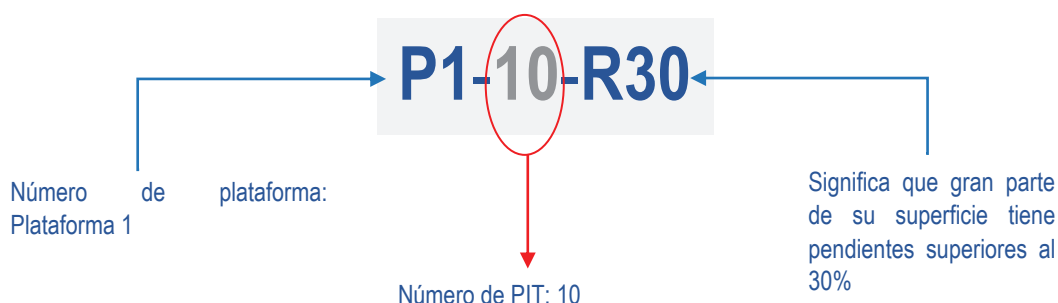 P1-10-R30
Número de plataforma:
Plataforma 1
Número de PIT: 10
Significa que gran parte
de su superficie tiene
pendientes superiores al
30%